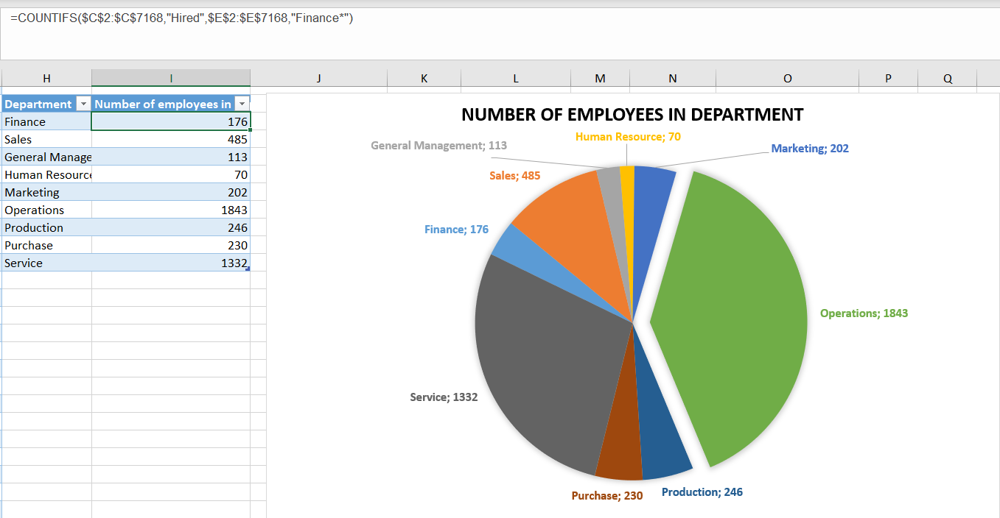 =COUNTIFS($C$2:$C$7168,"Hired",$E$2:$E$7168,"Finance*")
H I J K L M N O P Q
Department Number of employees in
Finance 176
Sales 485
General Manage 113
Human Resourc 70
Marketing 202
Operations 1843
Production 246
Purchase 230
Service 1332
NUMBER OF EMPLOYEES IN DEPARTMENT
Human Resource; 70
General Management; 113
Marketing; 202
Sales; 485
Finance; 176
Operations; 1843
Service; 1332
Production; 246
Purchase; 230